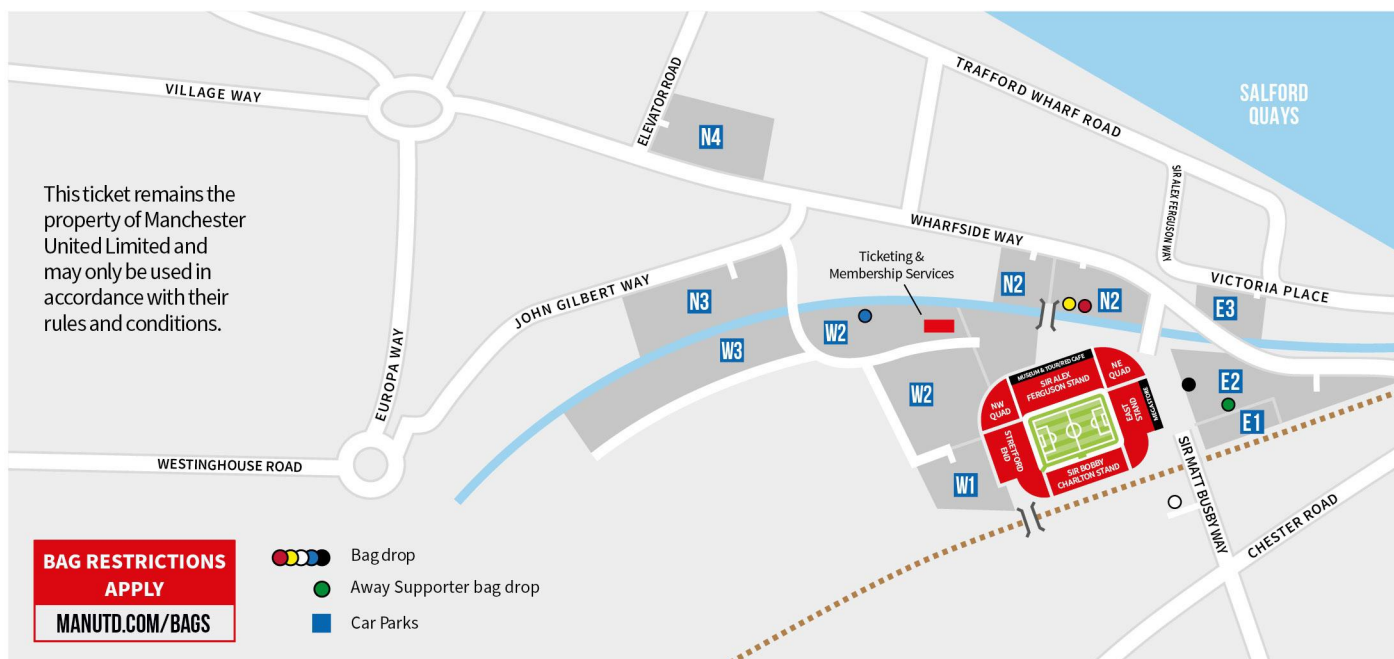 VILLAGE WAY
ELEVATOR ROAD
N4
TRAFFORD WHARF ROAD
SALFORD
QUAYS
SIR ALEX FERGUSON WAY
This ticket remains the
property of Manchester
United Limited and
may only be used in
accordance with their
rules and conditions.
WHARFSIDE WAY
Ticketing &
Membership Services
VICTORIA PLACE
JOHN GILBERT WAY
N3
N2
N2
E3
W2
W3
EUROPA WAY
MUSEUM & TOUR/RED CAFE
SIR ALEX
FERGUSON STAND
NE
QUAD
NW
QUAD
EAST
STAND
MEGASTORE
W2
E2
E1
STRETFORD
END
SIR BOBBY
CHARLTON STAND
WESTINGHOUSE ROAD
W1
SIR MATT BUSBY WAY
CHESTER ROAD
BAG RESTRICTIONS
APPLY
MANUTD.COM/BAGS
Bag drop
Away Supporter bag drop
Car Parks